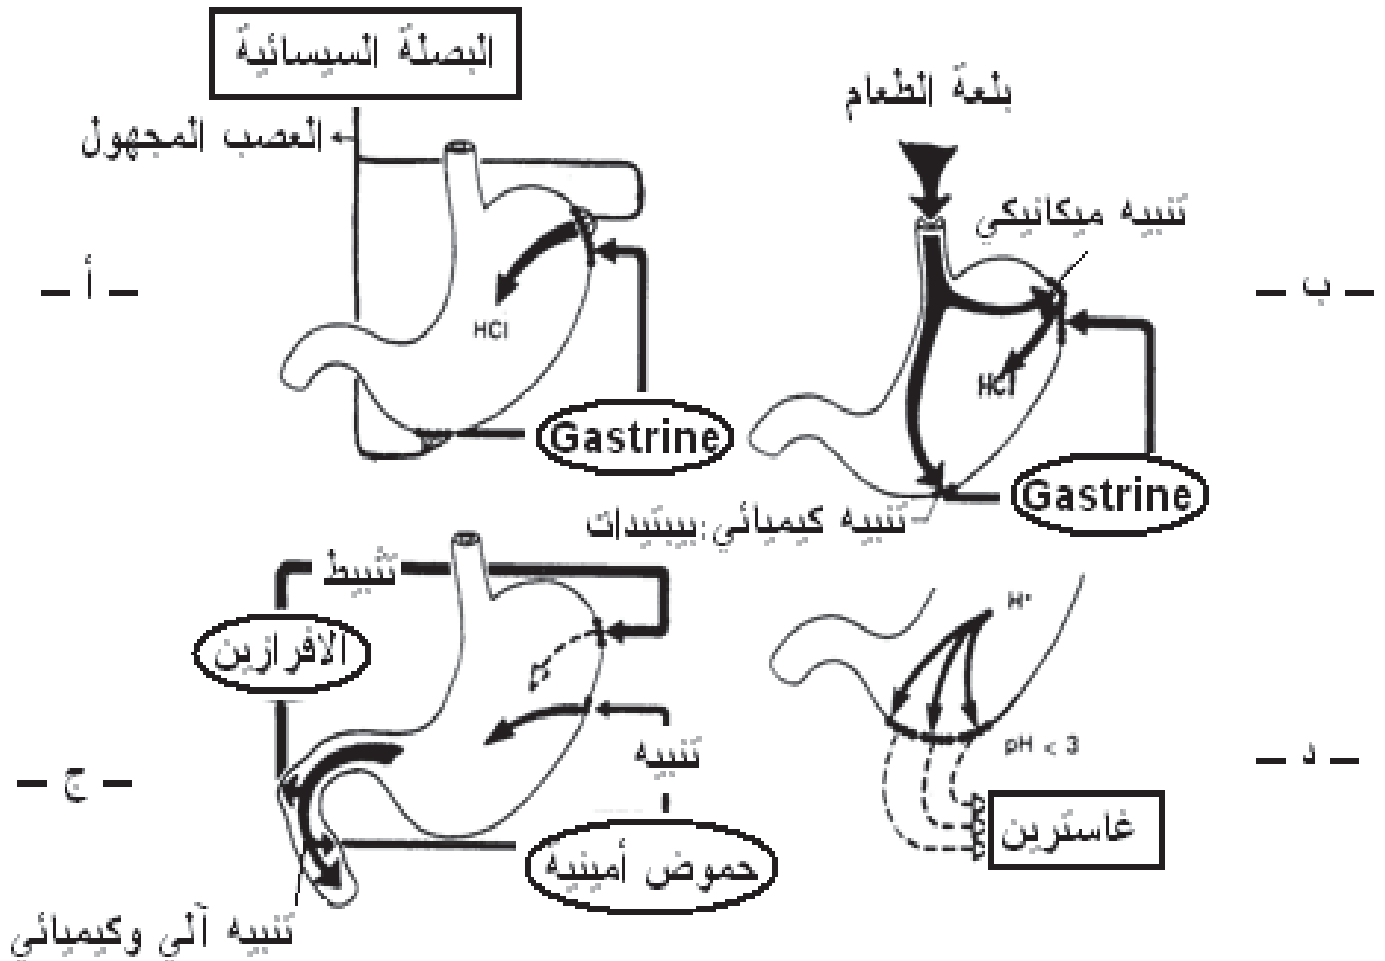 البصلة السيسائية
العصب المجهول
HCl
Gastrine
– أ –
بلعة الطعام
تنبيه ميكانيكي
HCl
Gastrine
تنبيه كيميائي:ببتيدات
– ب –
تثبيط
الافرازين
تنبيه
حموض أمينيه
تنبيه آلي وكيميائي
– ج –
H+
pH < 3
غاسترين
– د –